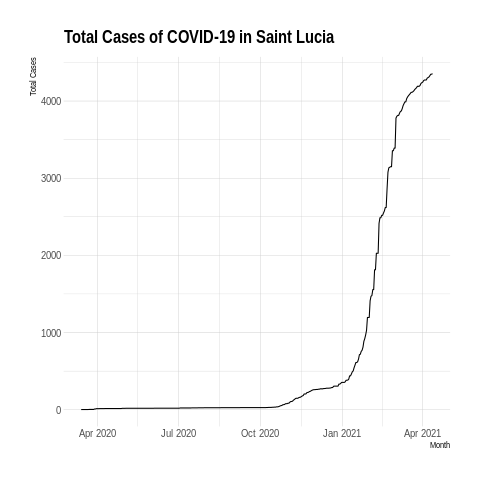 Total Cases of COVID-19 in Saint Lucia
Total Cases
4000
3000
2000
1000
0
Apr 2020 Jul 2020 Oct 2020 Jan 2021 Apr 2021
Month